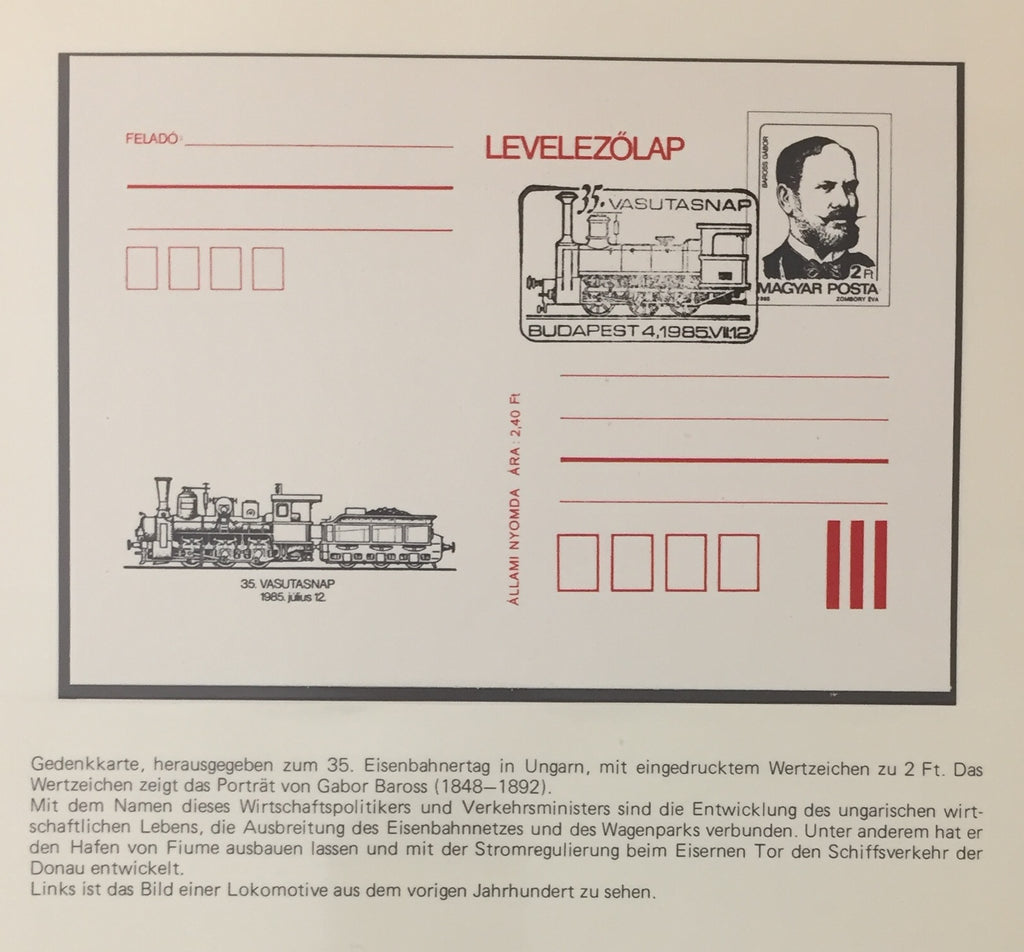 FELADÓ:
LEVELEZŐLAP
BAROSS GÁBOR
2 Ft
MAGYAR POSTA
1985 ZOMBORY ÉVA
35. VASUTASNAP
BUDAPEST 4,1985.VII.12.
ÁLLAMI NYOMDA ÁRA: 2,40 Ft
35. VASUTASNAP
1985. július 12.
Gedenkkarte, herausgegeben zum 35. Eisenbahnertag in Ungarn, mit eingedrucktem Wertzeichen zu 2 Ft. Das
Wertzeichen zeigt das Porträt von Gabor Baross (1848—1892).
Mit dem Namen dieses Wirtschaftspolitikers und Verkehrsministers sind die Entwicklung des ungarischen wirt-
schaftlichen Lebens, die Ausbreitung des Eisenbahnnetzes und des Wagenparks verbunden. Unter anderem hat er
den Hafen von Fiume ausbauen lassen und mit der Stromregulierung beim Eisernen Tor den Schiffsverkehr der
Donau entwickelt.
Links ist das Bild einer Lokomotive aus dem vorigen Jahrhundert zu sehen.